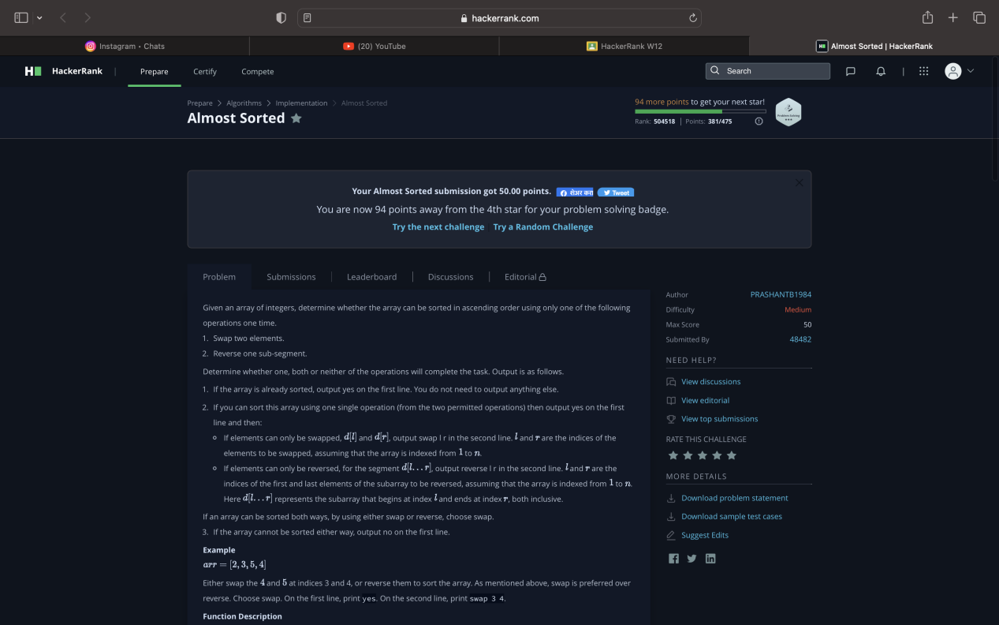 hackerrank.com
Instagram • Chats
(20) YouTube
HackerRank W12
Almost Sorted | HackerRank
HackerRank
Prepare
Certify
Compete
Search
Prepare > Algorithms > Implementation > Almost Sorted
Almost Sorted
94 more points to get your next star!
Rank: 504518 | Points: 381/475
Problem Solving
Your Almost Sorted submission got 50.00 points. शेअर करा Tweet
You are now 94 points away from the 4th star for your problem solving badge.
Try the next challenge Try a Random Challenge
Problem
Submissions
Leaderboard
Discussions
Editorial
Given an array of integers, determine whether the array can be sorted in ascending order using only one of the following
operations one time.
1. Swap two elements.
2. Reverse one sub-segment.
Determine whether one, both or neither of the operations will complete the task. Output is as follows.
1. If the array is already sorted, output yes on the first line. You do not need to output anything else.
2. If you can sort this array using one single operation (from the two permitted operations) then output yes on the first
line and then:
If elements can only be swapped, d[l] and d[r], output swap l r in the second line. l and r are the indices of the
elements to be swapped, assuming that the array is indexed from 1 to n.
If elements can only be reversed, for the segment d[l...r], output reverse l r in the second line. l and r are the
indices of the first and last elements of the subarray to be reversed, assuming that the array is indexed from 1 to n.
Here d[l...r] represents the subarray that begins at index l and ends at index r, both inclusive.
If an array can be sorted both ways, by using either swap or reverse, choose swap.
3. If the array cannot be sorted either way, output no on the first line.
Example
arr = [2, 3, 5, 4]
Either swap the 4 and 5 at indices 3 and 4, or reverse them to sort the array. As mentioned above, swap is preferred over
reverse. Choose swap. On the first line, print yes. On the second line, print swap 3 4.
Function Description
Author PRASHANTB1984
Difficulty Medium
Max Score 50
Submitted By 48482
NEED HELP?
View discussions
View editorial
View top submissions
RATE THIS CHALLENGE
MORE DETAILS
Download problem statement
Download sample test cases
Suggest Edits